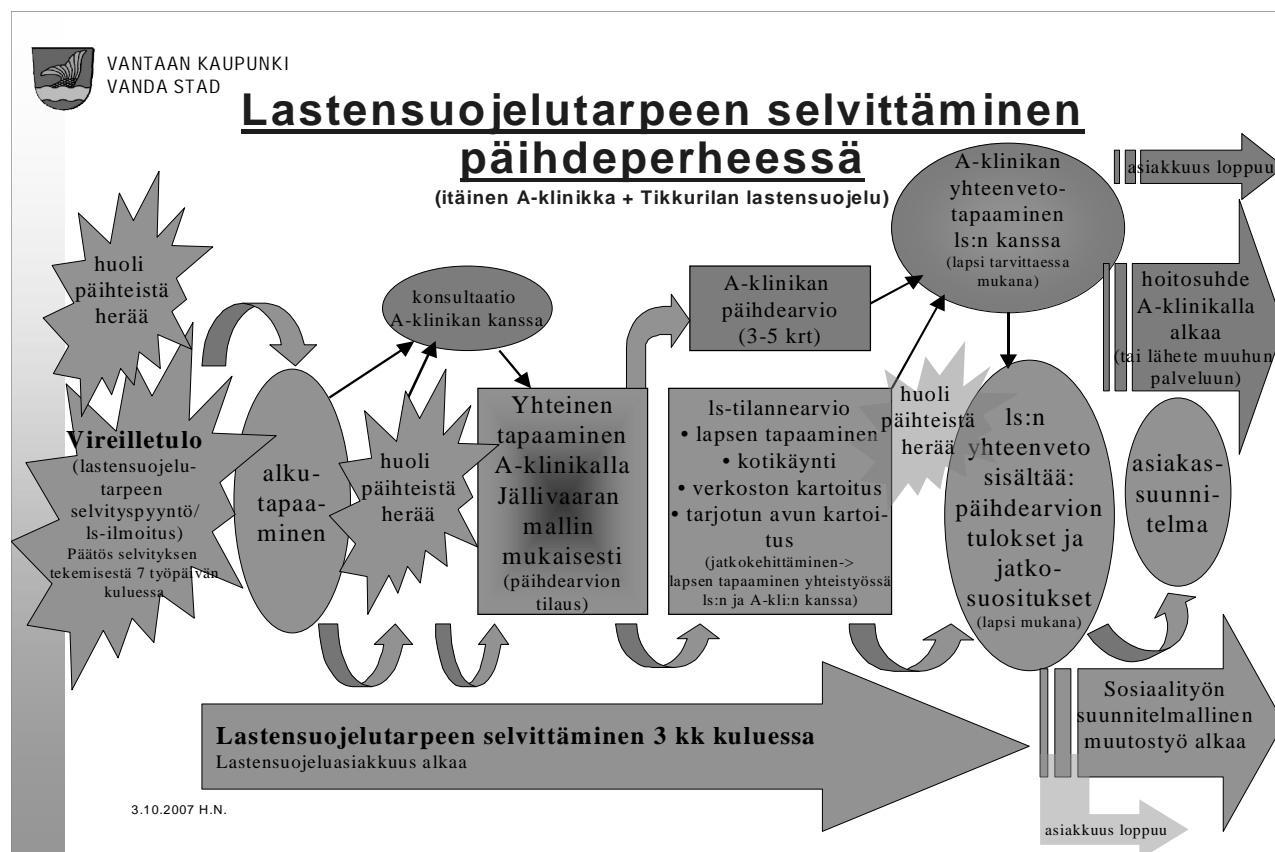 VANTAAN KAUPUNKI
VANDA STAD
Lastensuojelutarpeen selvittäminen
päihdeperheessä
(itäinen A-klinikka + Tikkurilan lastensuojelu)
huoli
päihteistä
herää
Vireilletulo
(lastensuojelu-
tarpeen
selvityspyyntö/
ls-ilmoitus)
Päätös selvityksen
tekemisestä 7 työpäivän
kuluessa
alku-
tapaa-
minen
konsultaatio
A-klinikan kanssa
huoli
päihteistä
herää
Yhteinen
tapaaminen
A-klinikalla
Jällivaaran
mallin
mukaisesti
(päihdearvion
tilaus)
A-klinikan
päihdearvio
(3-5 krt)
ls-tilannearvio
• lapsen tapaaminen
• kotikäynti
• verkoston kartoitus
• tarjotun avun kartoi-
tus
(jatkokehittäminen->
lapsen tapaaminen yhteistyössä
ls:n ja A-kli:n kanssa)
huoli
päihteistä
herää
A-klinikan
yhteenveto-
tapaaminen
ls:n kanssa
(lapsi tarvittaessa
mukana)
ls:n
yhteenveto
sisältää:
päihdearvion
tulokset ja
jatko-
suositukset
(lapsi mukana)
asiakkuus loppuu
hoitosuhde
A-klinikalla
alkaa
(tai lähete muuhun
palveluun)
asiakas-
suunni-
telma
Sosiaalityön
suunnitelmallinen
muutostyö alkaa
asiakkuus loppuu
Lastensuojelutarpeen selvittäminen 3 kk kuluessa
Lastensuojeluasiakkuus alkaa
3.10.2007 H.N.